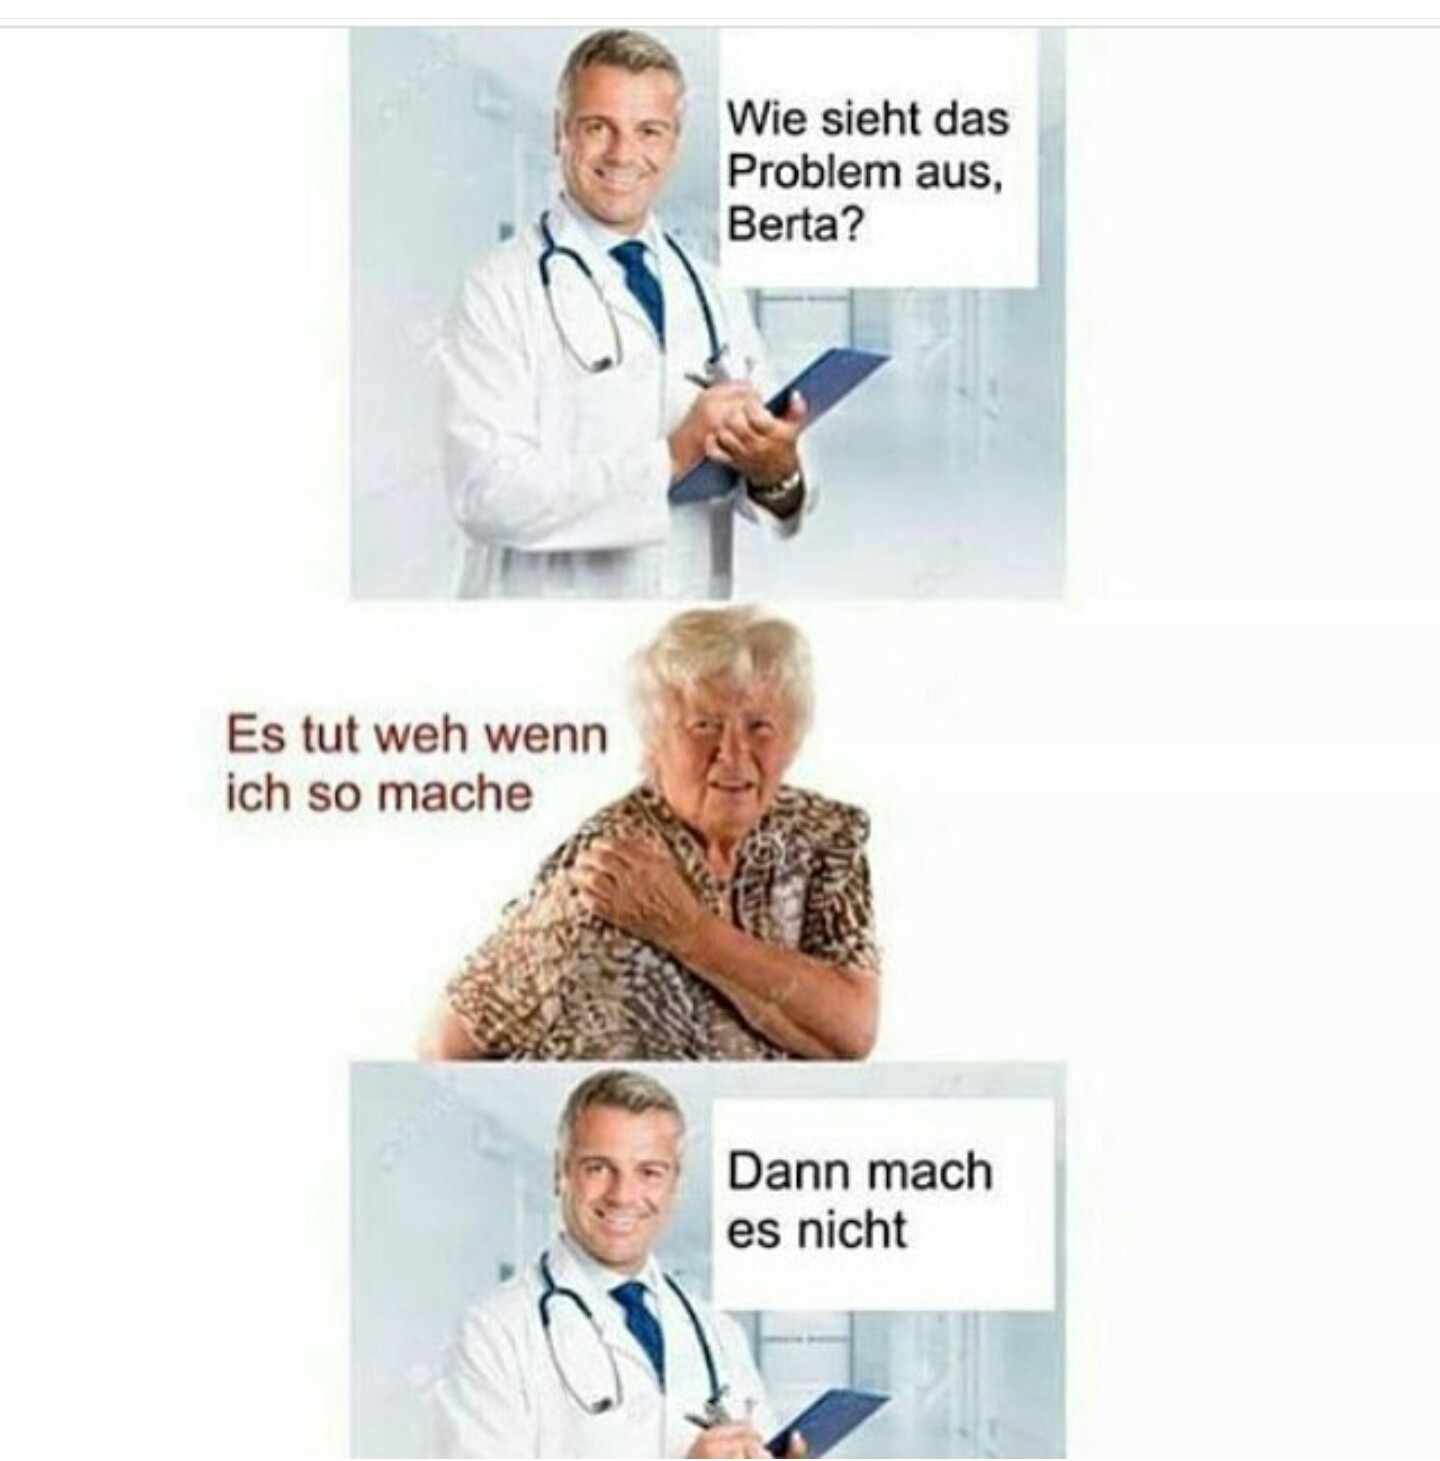 Wie sieht das
Problem aus,
Berta?
Es tut weh wenn
ich so mache
Dann mach
es nicht